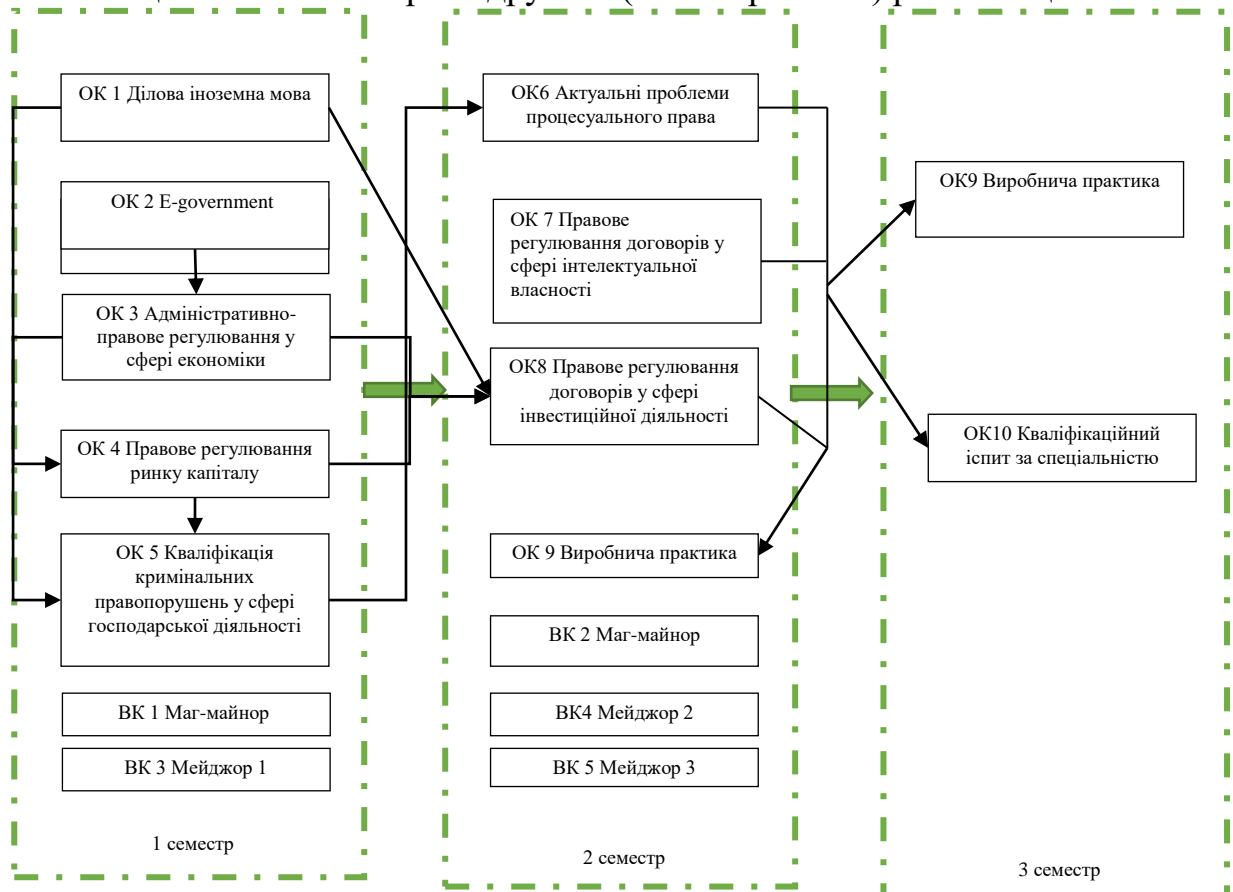 ОК 1 Ділова іноземна мова
ОК 2 E-government
ОК 3 Адміністративно-
правове регулювання у
сфері економіки
ОК 4 Правове регулювання
ринку капіталу
ОК 5 Кваліфікація
кримінальних
правопорушень у сфері
господарської діяльності
ВК 1 Маг-майнор
ВК 3 Мейджор 1
1 семестр
ОК6 Актуальні проблеми
процесуального права
ОК 7 Правове
регулювання договорів у
сфері інтелектуальної
власності
ОК8 Правове регулювання
договорів у сфері
інвестиційної діяльності
ОК 9 Виробнича практика
ВК 2 Маг-майнор
ВК4 Мейджор 2
ВК 5 Мейджор 3
2 семестр
ОК9 Виробнича практика
ОК10 Кваліфікаційний
іспит за спеціальністю
3 семестр